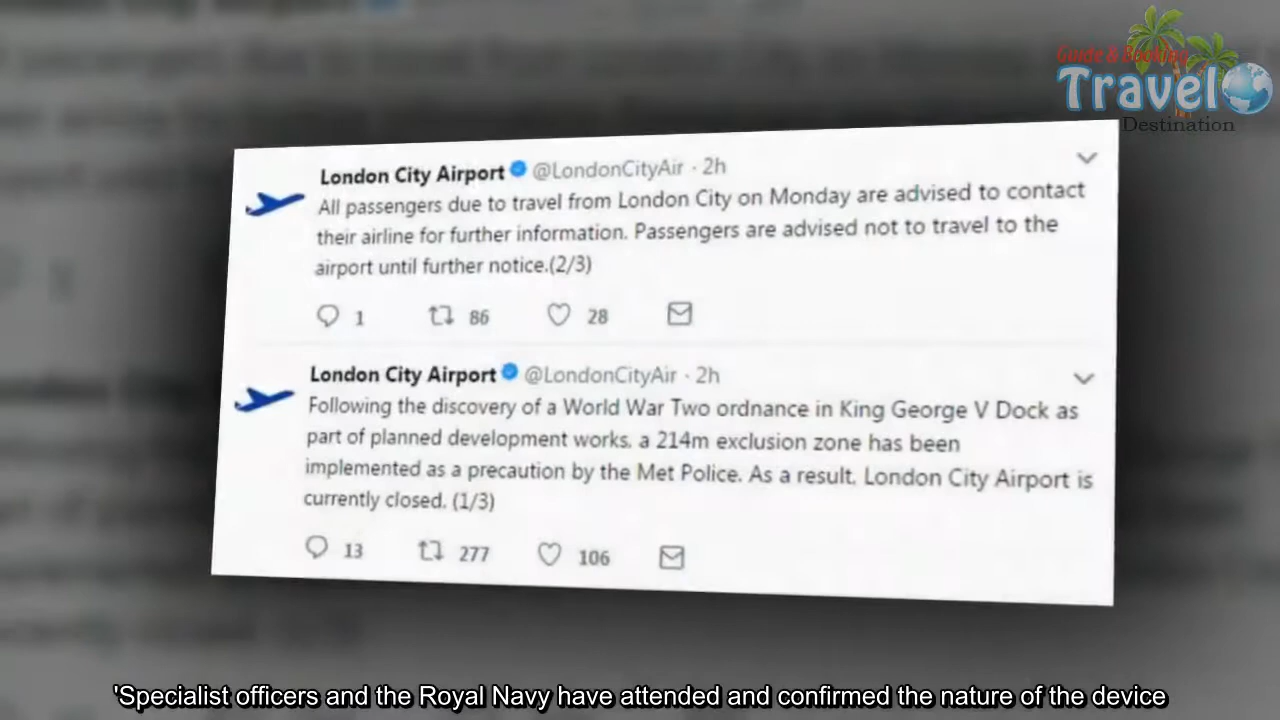 Guide & Booking
Travel
Destination
London City Airport @LondonCityAir · 2h
All passengers due to travel from London City on Monday are advised to contact
their airline for further information. Passengers are advised not to travel to the
airport until further notice.(2/3)
1 86 28
London City Airport @LondonCityAir · 2h
Following the discovery of a World War Two ordnance in King George V Dock as
part of planned development works, a 214m exclusion zone has been
implemented as a precaution by the Met Police. As a result, London City Airport is
currently closed. (1/3)
13 277 106
'Specialist officers and the Royal Navy have attended and confirmed the nature of the device